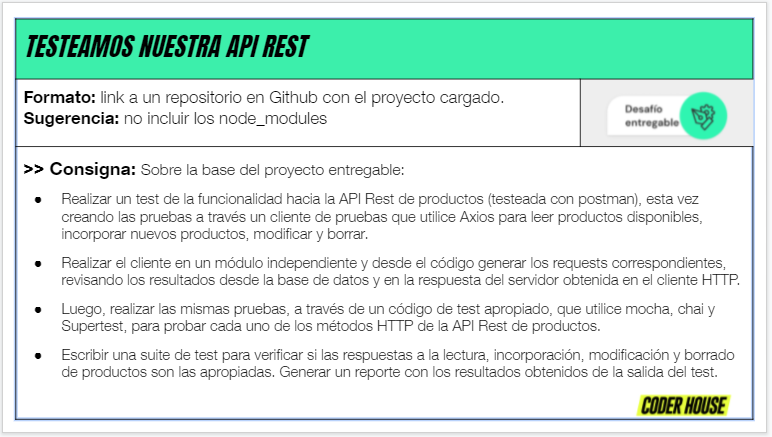 TESTEAMOS NUESTRA API REST
Formato: link a un repositorio en Github con el proyecto cargado.
Sugerencia: no incluir los node_modules
Desafío
entregable
>> Consigna: Sobre la base del proyecto entregable:
● Realizar un test de la funcionalidad hacia la API Rest de productos (testeada con postman), esta vez
creando las pruebas a través un cliente de pruebas que utilice Axios para leer productos disponibles,
incorporar nuevos productos, modificar y borrar.
● Realizar el cliente en un módulo independiente y desde el código generar los requests correspondientes,
revisando los resultados desde la base de datos y en la respuesta del servidor obtenida en el cliente HTTP.
● Luego, realizar las mismas pruebas, a través de un código de test apropiado, que utilice mocha, chai y
Supertest, para probar cada uno de los métodos HTTP de la API Rest de productos.
● Escribir una suite de test para verificar si las respuestas a la lectura, incorporación, modificación y borrado
de productos son las apropiadas. Generar un reporte con los resultados obtenidos de la salida del test.
CODER HOUSE